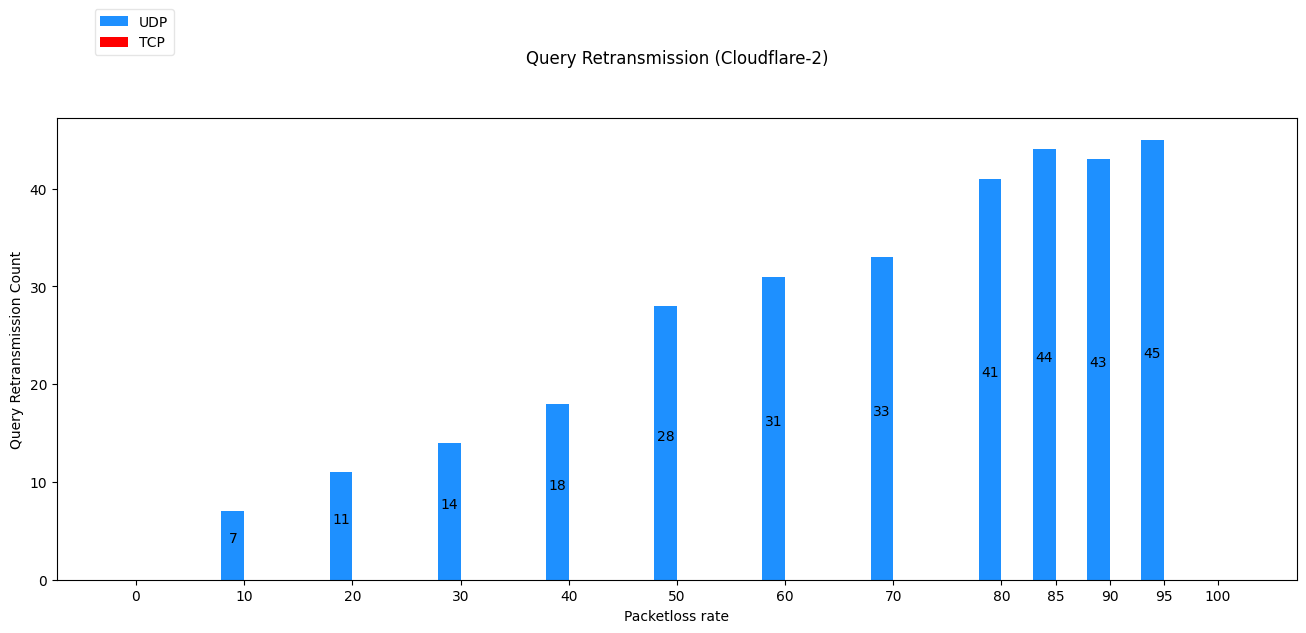 UDP
TCP
Query Retransmission (Cloudflare-2)
Query Retransmission Count
40
30
20
10
0
7
11
14
18
28
31
33
41
44
43
45
0 10 20 30 40 50 60 70 80 85 90 95 100
Packetloss rate